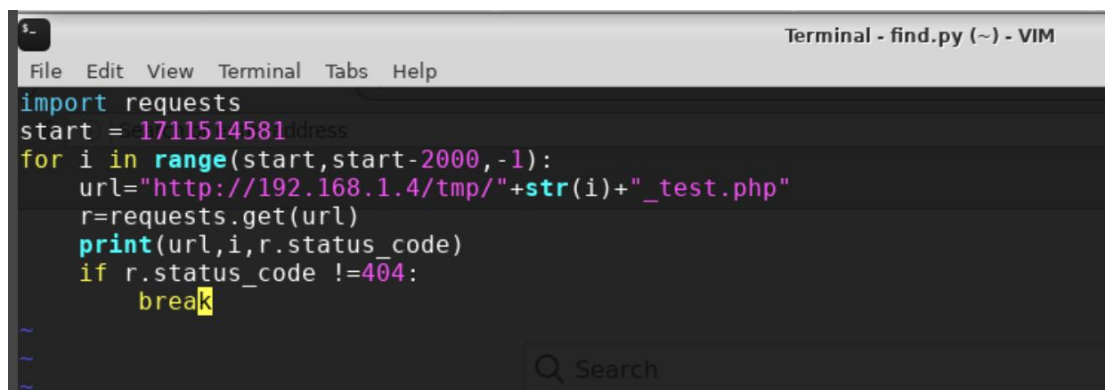 $_
Terminal - find.py (~) - VIM
File Edit View Terminal Tabs Help
import requests
start = 1711514581
for i in range(start,start-2000,-1):
    url="http://192.168.1.4/tmp/"+str(i)+"_test.php"
    r=requests.get(url)
    print(url,i,r.status_code)
    if r.status_code !=404:
        break
~
~
~
Search